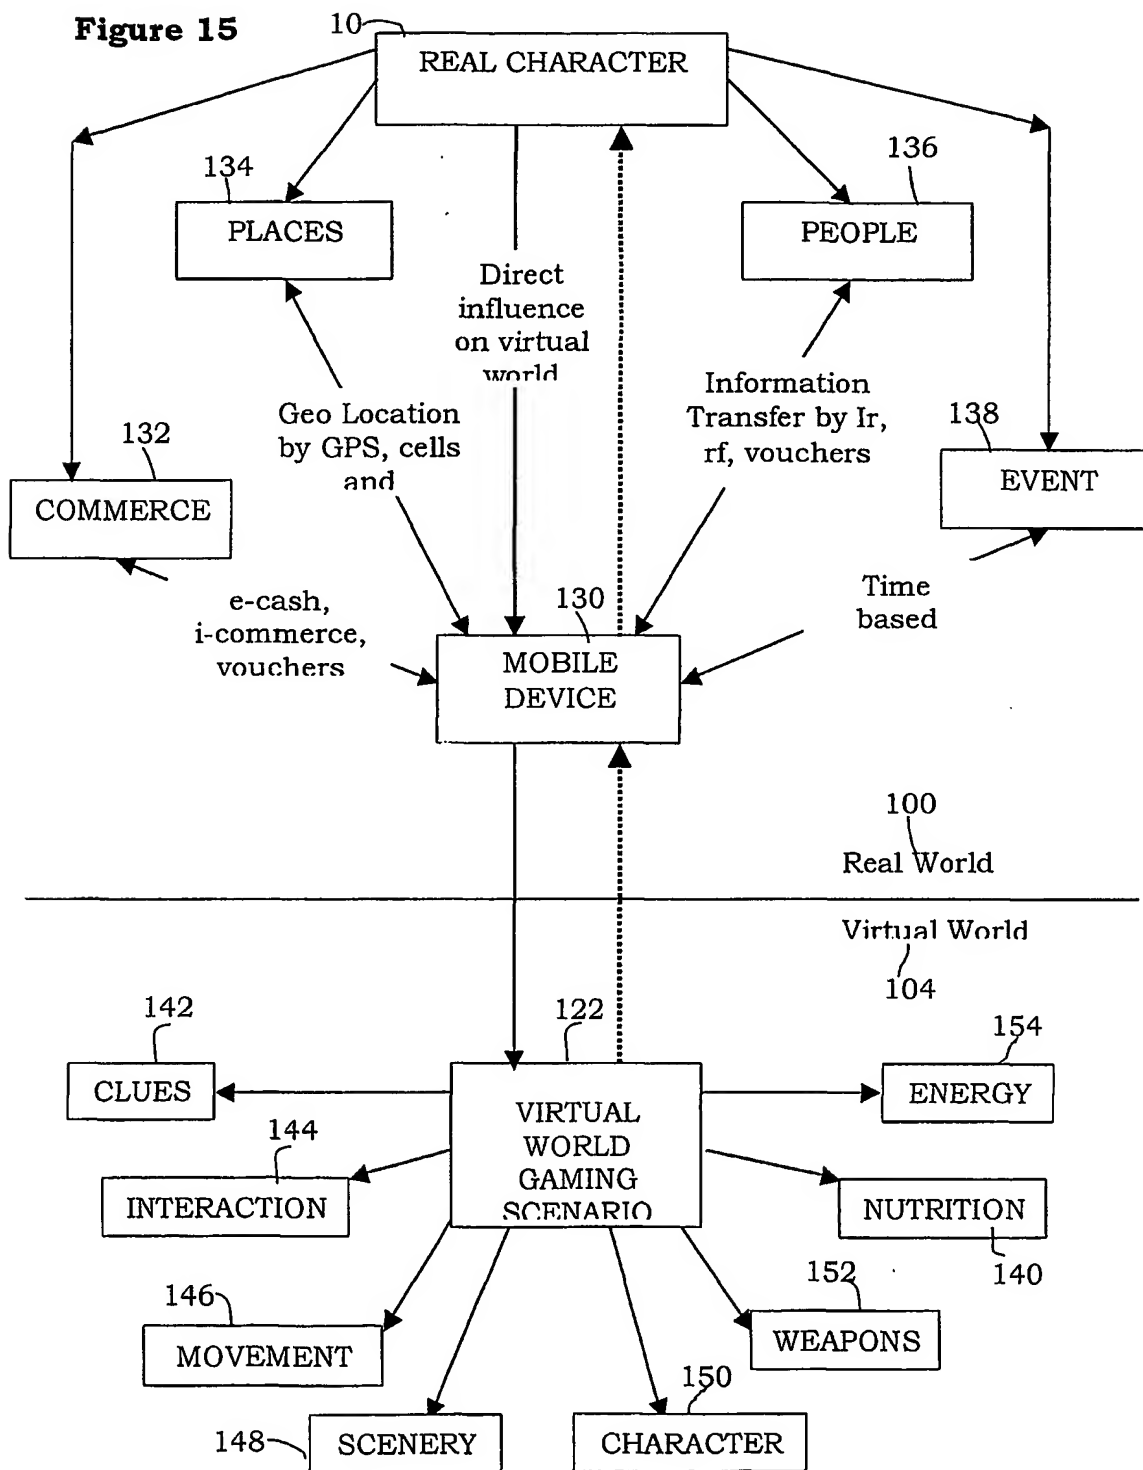 Figure 15
10
REAL CHARACTER
134
PLACES
136
PEOPLE
Direct
influence
on virtual
world
Geo Location
by GPS, cells
and
Information
Transfer by Ir,
rf, vouchers
132
COMMERCE
138
EVENT
e-cash,
i-commerce,
vouchers
Time
based
130
MOBILE
DEVICE
100
Real World
Virtual World
104
142
CLUES
122
VIRTUAL
WORLD
GAMING
SCENARIO
154
ENERGY
144
INTERACTION
NUTRITION
140
146
MOVEMENT
152
WEAPONS
148
SCENERY
150
CHARACTER